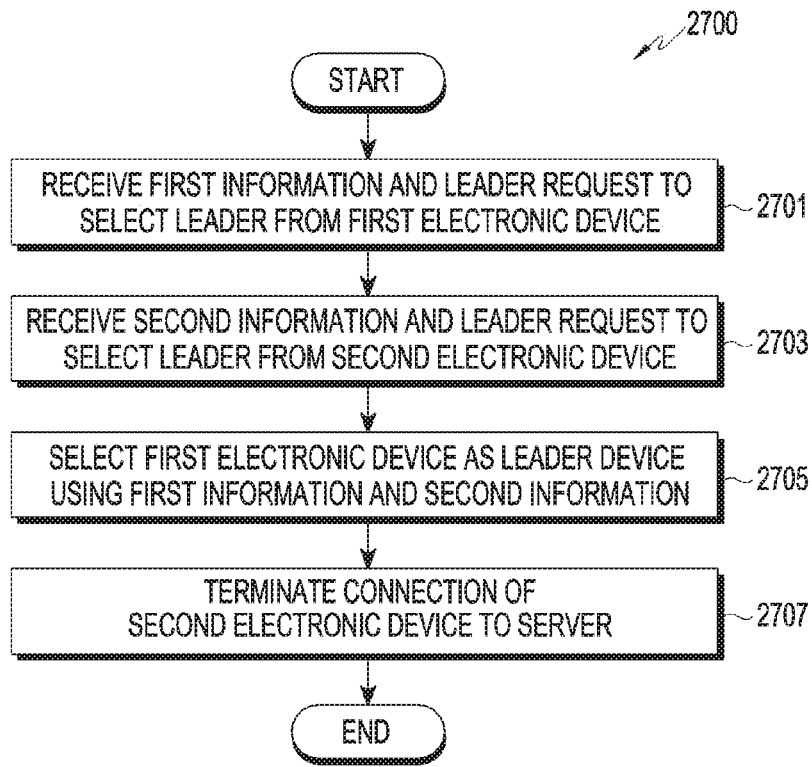 2700
START
RECEIVE FIRST INFORMATION AND LEADER REQUEST TO
SELECT LEADER FROM FIRST ELECTRONIC DEVICE
2701
RECEIVE SECOND INFORMATION AND LEADER REQUEST TO
SELECT LEADER FROM SECOND ELECTRONIC DEVICE
2703
SELECT FIRST ELECTRONIC DEVICE AS LEADER DEVICE
USING FIRST INFORMATION AND SECOND INFORMATION
2705
TERMINATE CONNECTION OF
SECOND ELECTRONIC DEVICE TO SERVER
2707
END